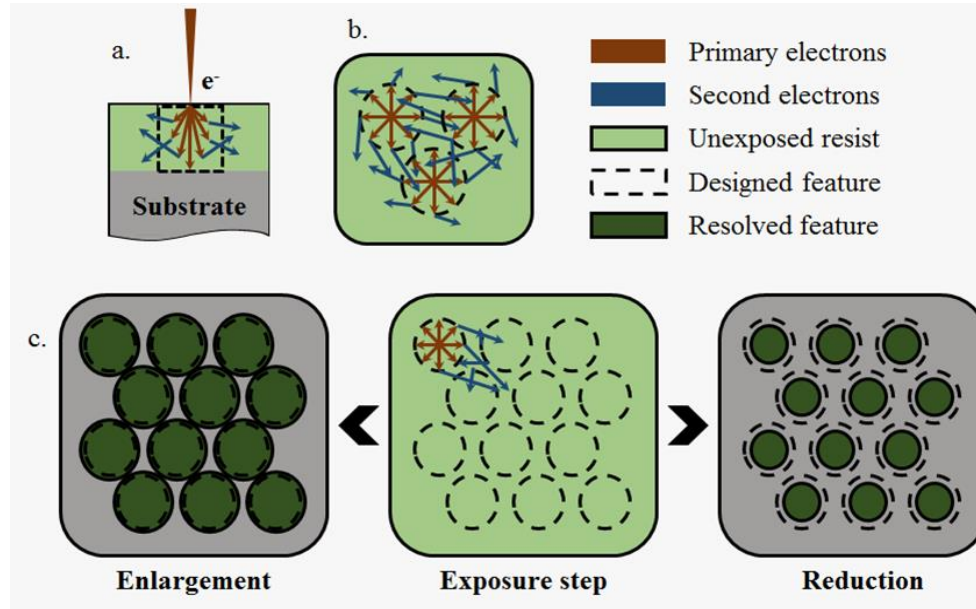 a.
e-
Substrate
b.
Primary electrons
Second electrons
Unexposed resist
Designed feature
Resolved feature
c.
Enlargement
Exposure step
Reduction